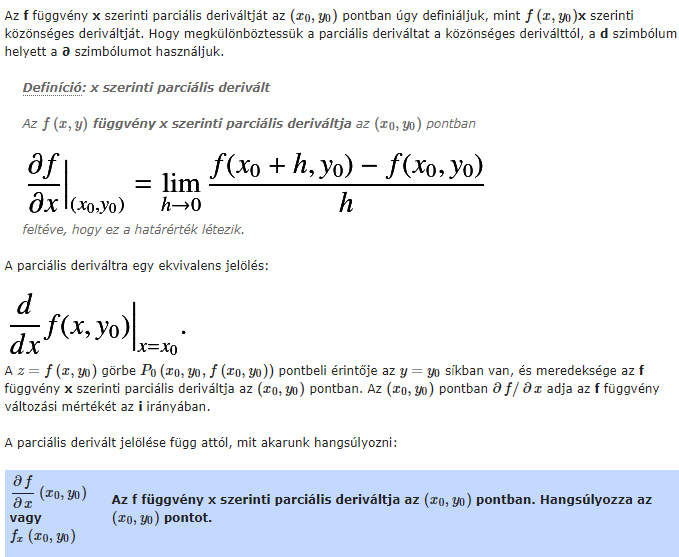 Az f függvény x szerinti parciális deriváltját az (x₀, y₀) pontban úgy definiáljuk, mint f (x, y₀)x szerinti
közönséges deriváltját. Hogy megkülönböztessük a parciális deriváltat a közönséges deriválttól, a d szimbólum
helyett a ∂ szimbólumot használjuk.
Definíció: x szerinti parciális derivált
Az f (x, y) függvény x szerinti parciális deriváltja az (x₀, y₀) pontban
∂f/∂x|(x₀,y₀) = lim h→0 (f(x₀ + h, y₀) − f(x₀, y₀))/h
feltéve, hogy ez a határérték létezik.
A parciális deriváltra egy ekvivalens jelölés:
d/dx f(x, y₀)|x=x₀.
A z = f (x, y₀) görbe P₀ (x₀, y₀, f (x₀, y₀)) pontbeli érintője az y = y₀ síkban van, és meredeksége az f
függvény x szerinti parciális deriváltja az (x₀, y₀) pontban. Az (x₀, y₀) pontban ∂ f/ ∂ x adja az f függvény
változási mértékét az i irányában.
A parciális derivált jelölése függ attól, mit akarunk hangsúlyozni:
∂ f/∂ x (x₀, y₀)
vagy
fₓ (x₀, y₀)
Az f függvény x szerinti parciális deriváltja az (x₀, y₀) pontban. Hangsúlyozza az
(x₀, y₀) pontot.